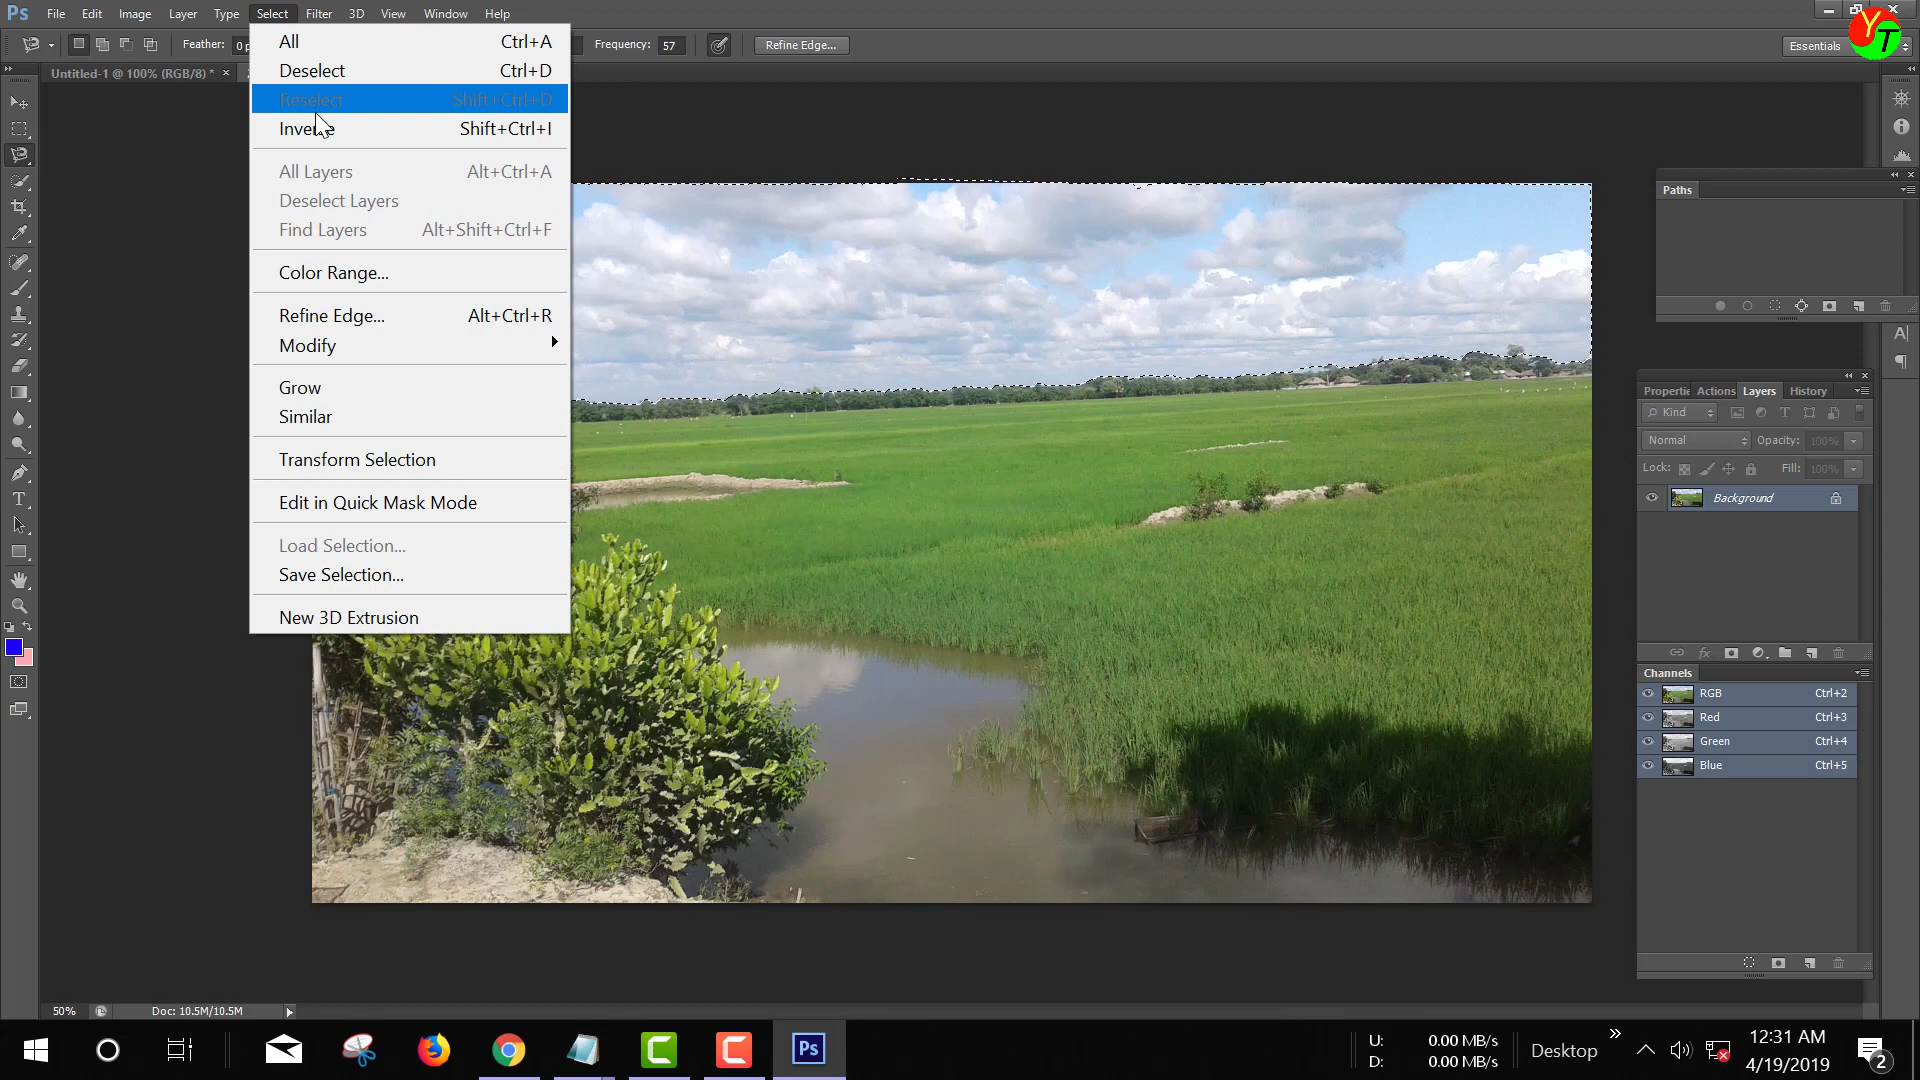 Ps File Edit Image Layer Type Select Filter 3D View Window Help
Feather: 0 p Frequency: 57 Refine Edge... Essentials
YT
Untitled-1 @ 100% (RGB/8) * ×
All Ctrl+A
Deselect Ctrl+D
Reselect Shift+Ctrl+D
Inverse Shift+Ctrl+I
All Layers Alt+Ctrl+A
Deselect Layers
Find Layers Alt+Shift+Ctrl+F
Color Range...
Refine Edge... Alt+Ctrl+R
Modify
Grow
Similar
Transform Selection
Edit in Quick Mask Mode
Load Selection...
Save Selection...
New 3D Extrusion
Paths
Properti Actions Layers History
Kind
Normal Opacity: 100%
Lock: Fill: 100%
Background
Channels
RGB Ctrl+2
Red Ctrl+3
Green Ctrl+4
Blue Ctrl+5
50% Doc: 10.5M/10.5M
U: 0.00 MB/s
D: 0.00 MB/s
Desktop
12:31 AM
4/19/2019
2
Ps